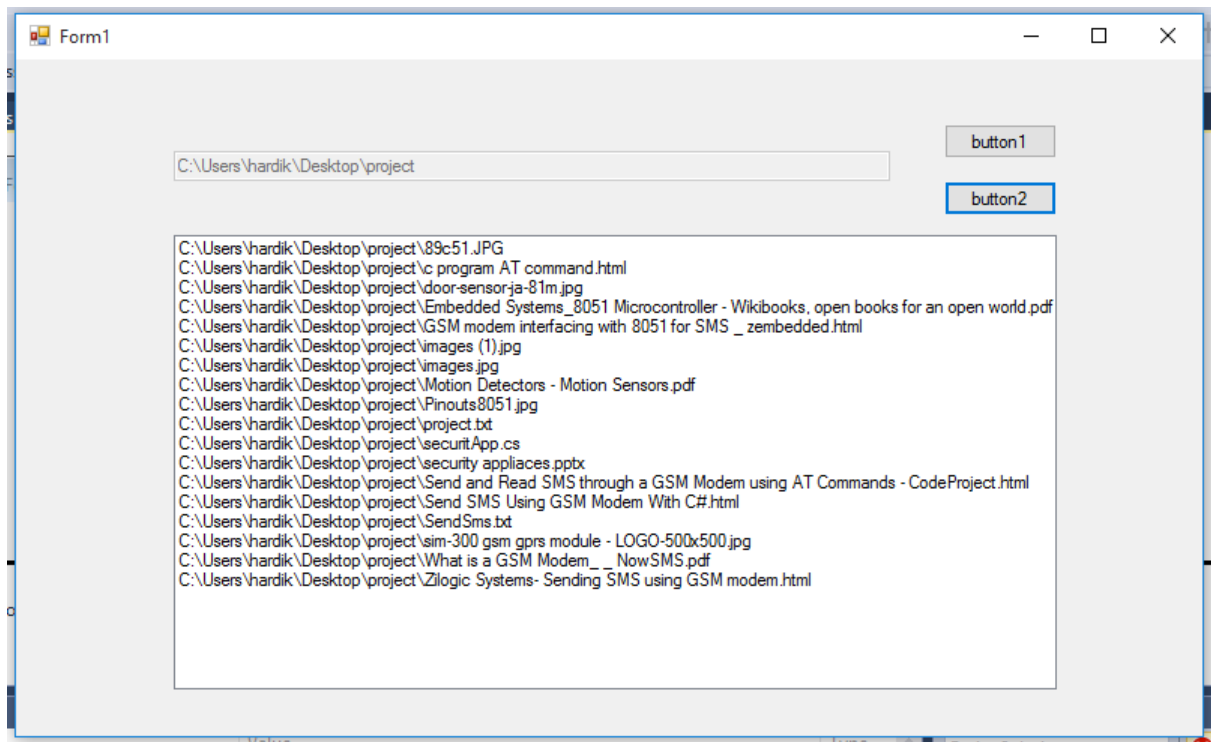 Form1
button1
C:\Users\hardik\Desktop\project
button2
C:\Users\hardik\Desktop\project\89c51.JPG
C:\Users\hardik\Desktop\project\c program AT command.html
C:\Users\hardik\Desktop\project\door-sensor-ja-81m.jpg
C:\Users\hardik\Desktop\project\Embedded Systems_8051 Microcontroller - Wikibooks, open books for an open world.pdf
C:\Users\hardik\Desktop\project\GSM modem interfacing with 8051 for SMS _ zembedded.html
C:\Users\hardik\Desktop\project\images (1).jpg
C:\Users\hardik\Desktop\project\images.jpg
C:\Users\hardik\Desktop\project\Motion Detectors - Motion Sensors.pdf
C:\Users\hardik\Desktop\project\Pinouts8051.jpg
C:\Users\hardik\Desktop\project\project.txt
C:\Users\hardik\Desktop\project\securitApp.cs
C:\Users\hardik\Desktop\project\security appliaces.pptx
C:\Users\hardik\Desktop\project\Send and Read SMS through a GSM Modem using AT Commands - CodeProject.html
C:\Users\hardik\Desktop\project\Send SMS Using GSM Modem With C#.html
C:\Users\hardik\Desktop\project\SendSms.txt
C:\Users\hardik\Desktop\project\sim-300 gsm gprs module - LOGO-500x500.jpg
C:\Users\hardik\Desktop\project\What is a GSM Modem_ _ NowSMS.pdf
C:\Users\hardik\Desktop\project\Zilogic Systems- Sending SMS using GSM modem.html